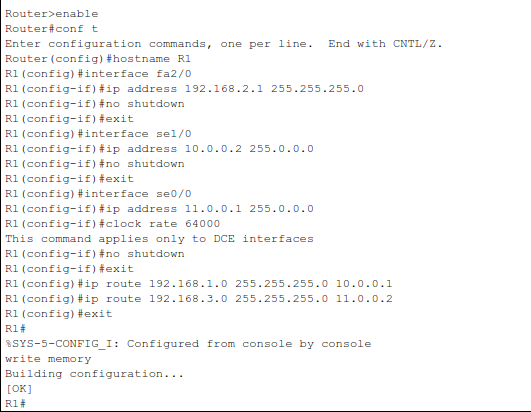 Router>enable
Router#conf t
Enter configuration commands, one per line.  End with CNTL/Z.
Router(config)#hostname R1
R1(config)#interface fa2/0
R1(config-if)#ip address 192.168.2.1 255.255.255.0
R1(config-if)#no shutdown
R1(config-if)#exit
R1(config)#interface se1/0
R1(config-if)#ip address 10.0.0.2 255.0.0.0
R1(config-if)#no shutdown
R1(config-if)#exit
R1(config)#interface se0/0
R1(config-if)#ip address 11.0.0.1 255.0.0.0
R1(config-if)#clock rate 64000
This command applies only to DCE interfaces
R1(config-if)#no shutdown
R1(config-if)#exit
R1(config)#ip route 192.168.1.0 255.255.255.0 10.0.0.1
R1(config)#ip route 192.168.3.0 255.255.255.0 11.0.0.2
R1(config)#exit
R1#
%SYS-5-CONFIG_I: Configured from console by console
write memory
Building configuration...
[OK]
R1#